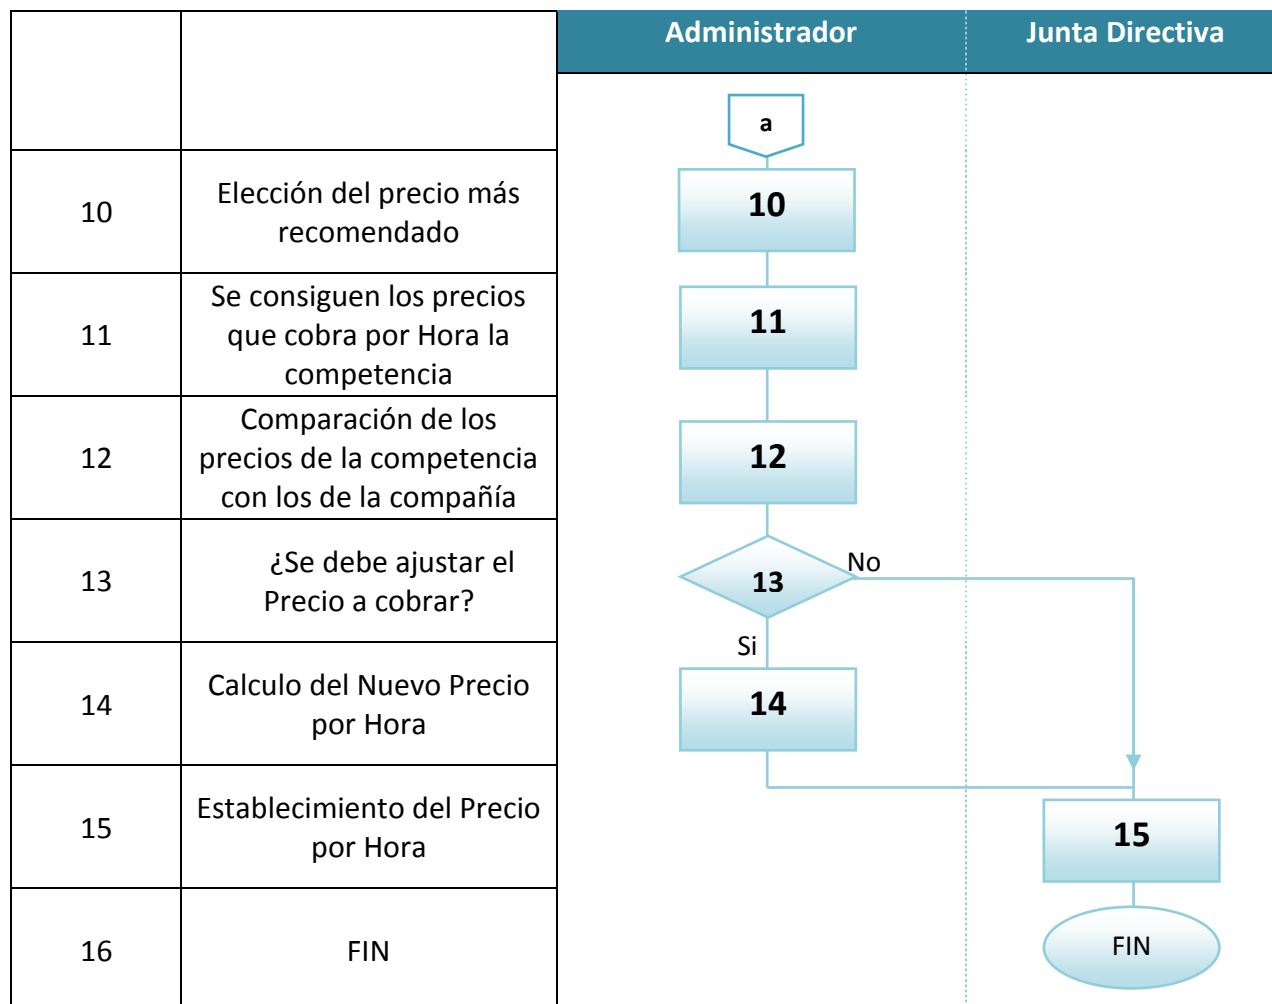 Administrador Junta Directiva
a
10 Elección del precio más
recomendado
10
11 Se consiguen los precios
que cobra por Hora la
competencia
11
12 Comparación de los
precios de la competencia
con los de la compañía
12
13 ¿Se debe ajustar el
Precio a cobrar?
13
No
Si
14 Calculo del Nuevo Precio
por Hora
14
15 Establecimiento del Precio
por Hora
15
16 FIN
FIN